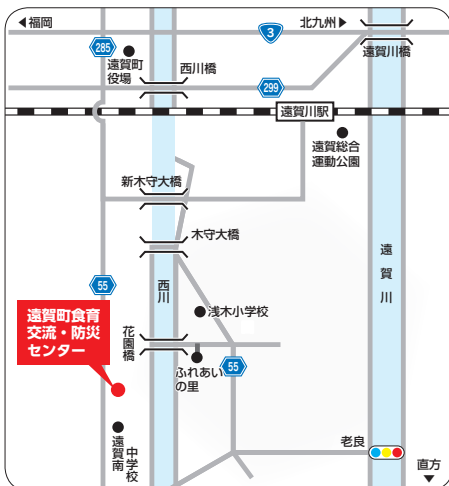 ◀福岡
北九州▶
3
285
遠賀町
役場
西川橋
遠賀川橋
299
遠賀川駅
遠賀総合
運動公園
新木守大橋
木守大橋
遠賀川
55
西川
遠賀町食育
交流・防災
センター
花園橋
浅木小学校
ふれあい
の里
55
遠賀南
中学校
老良
直方
▼